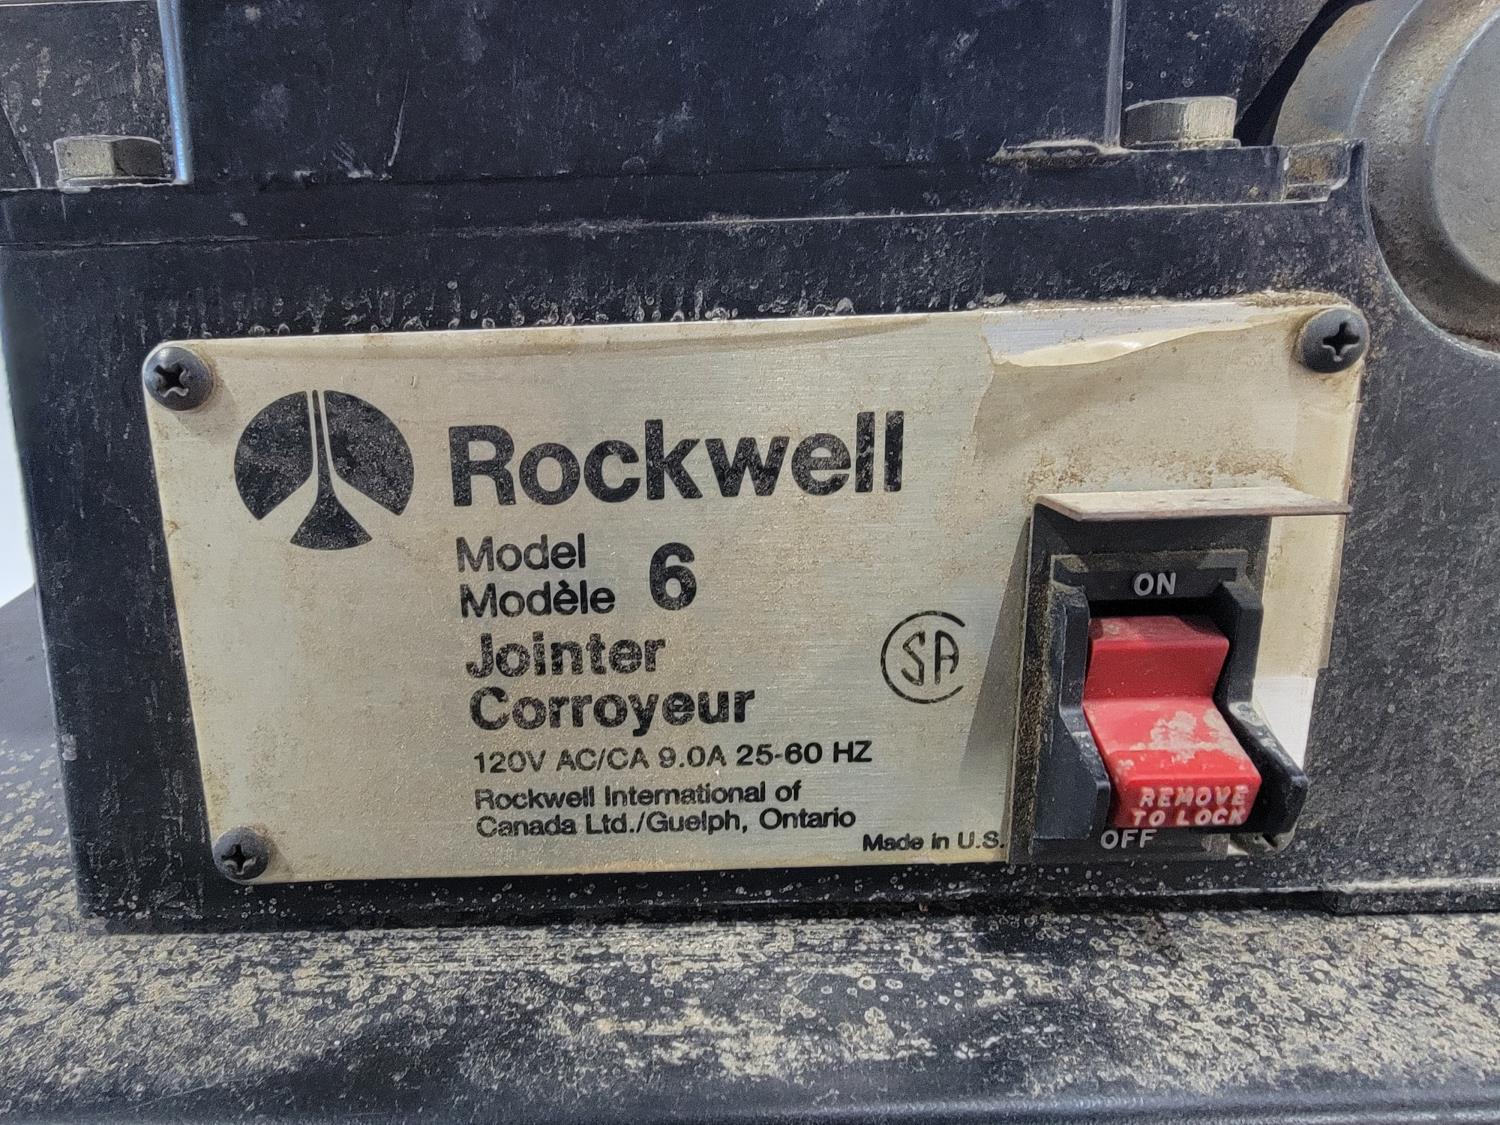 Rockwell
Model
Modèle 6
Jointer
Corroyeur
120V AC/CA 9.0A 25-60 HZ
Rockwell International of
Canada Ltd./Guelph, Ontario
Made in U.S.
SA
ON
REMOVE
TO LOCK
OFF